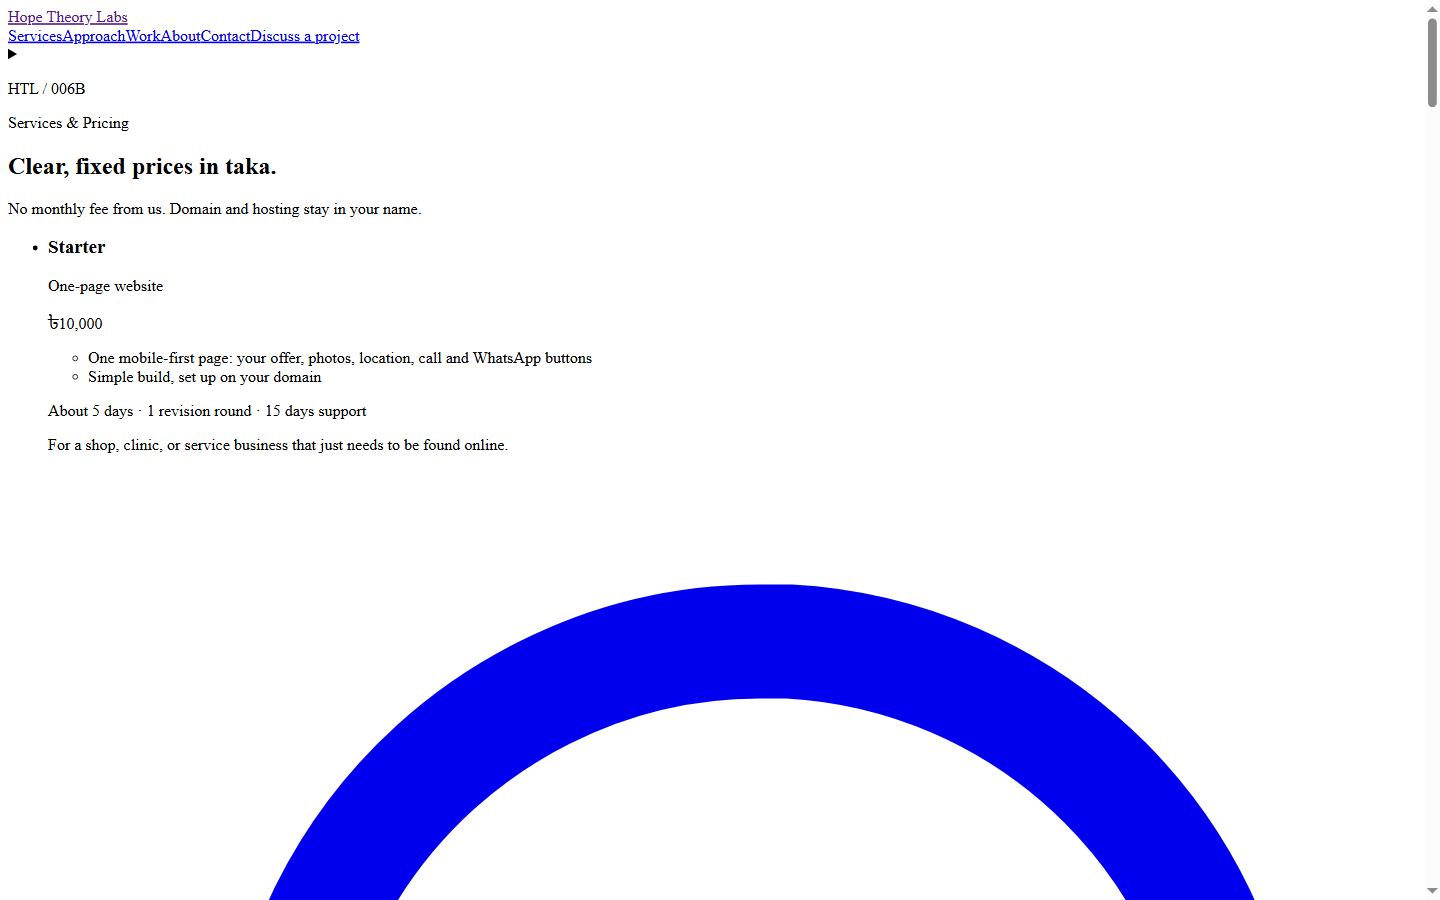 Hope Theory Labs
ServicesApproachWorkAboutContactDiscuss a project
HTL / 006B
Services & Pricing
Clear, fixed prices in taka.
No monthly fee from us. Domain and hosting stay in your name.
Starter
One-page website
৳10,000
One mobile-first page: your offer, photos, location, call and WhatsApp buttons
Simple build, set up on your domain
About 5 days · 1 revision round · 15 days support
For a shop, clinic, or service business that just needs to be found online.